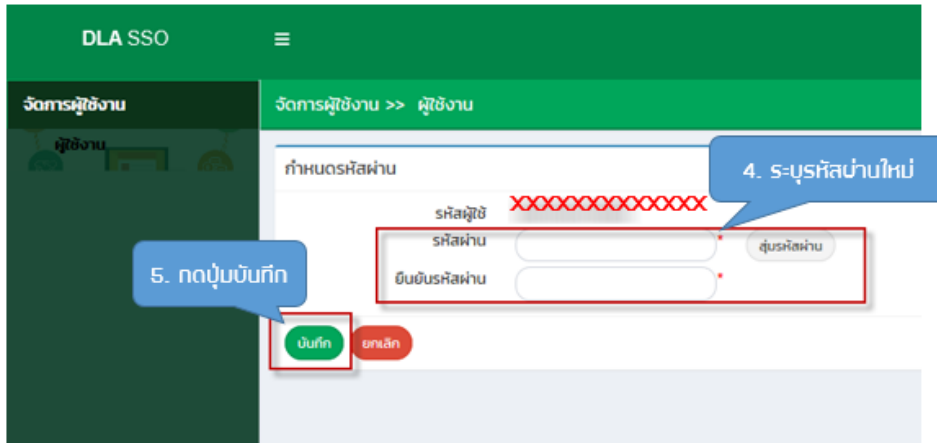 DLA SSO
จัดการผู้ใช้งาน
จัดการผู้ใช้งาน >> ผู้ใช้งาน
ผู้ใช้งาน
กำหนดรหัสผ่าน
4. ระบุรหัสผ่านใหม่
รหัสผู้ใช้ XXXXXXXXXXXXX
รหัสผ่าน * สุ่มรหัสผ่าน
5. กดปุ่มบันทึก
ยืนยันรหัสผ่าน *
บันทึก ยกเลิก